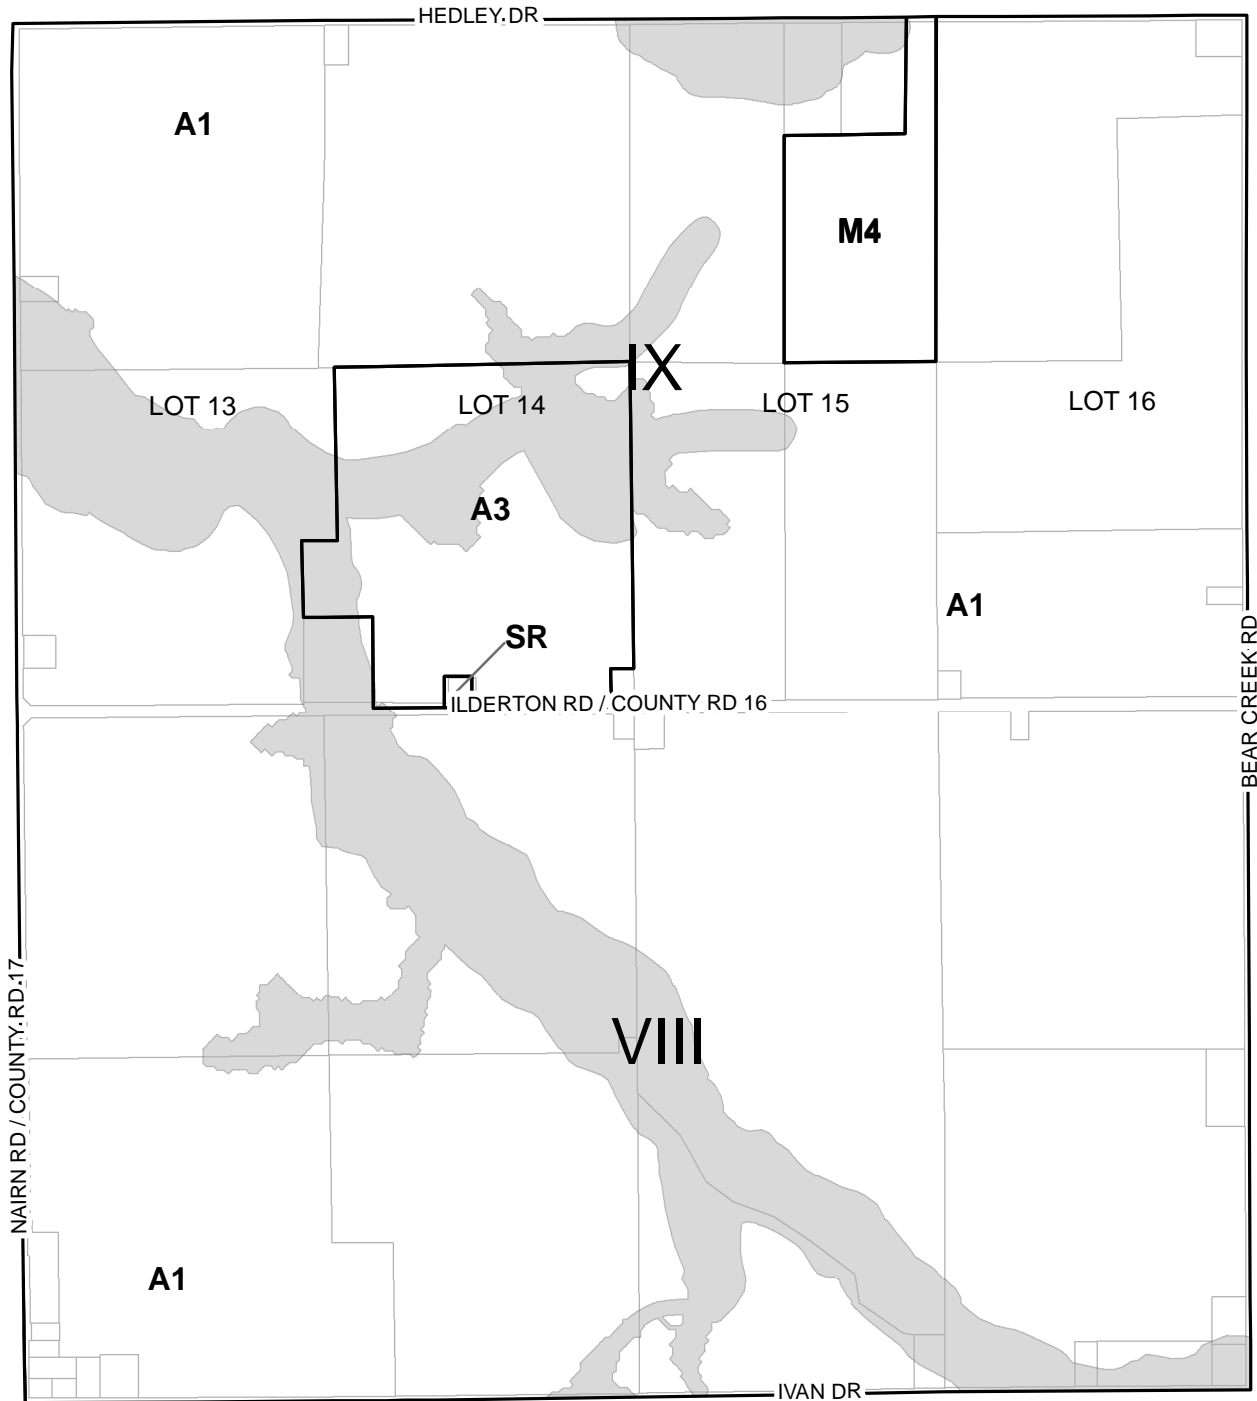 HEDLEY DR
A1
M4
IX
LOT 13
LOT 14
LOT 15
LOT 16
A3
A1
SR
ILDERTON RD / COUNTY RD 16
BEAR CREEK RD
NAIRN RD / COUNTY RD 17
VIII
A1
IVAN DR